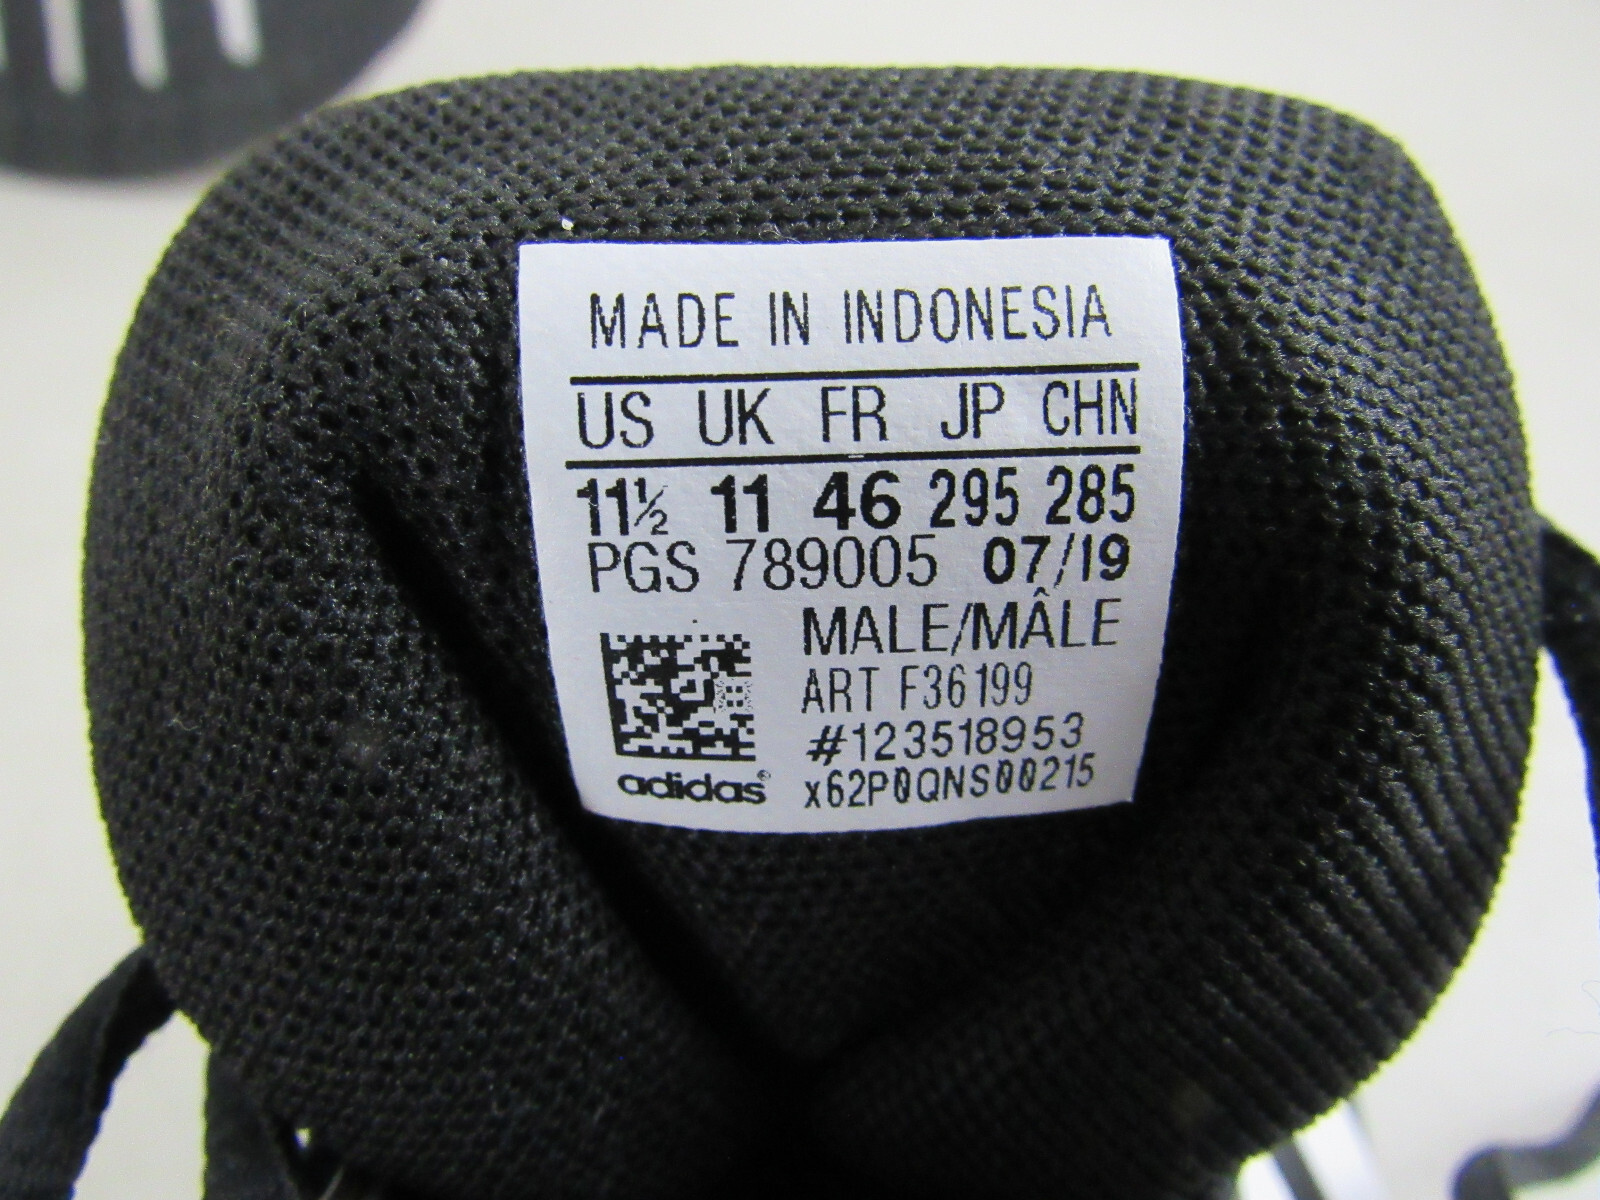 MADE IN INDONESIA
US UK FR JP CHN
11½ 11 46 295 285
PGS 789005 07/19
MALE/MÂLE
ART F36199
#123518953
adidas® x62P0QNS00215